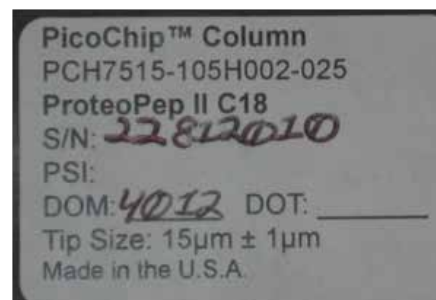 PicoChip™ Column
PCH7515-105H002-025
ProteoPep II C18
S/N: 22812010
PSI:
DOM: 4012 DOT:
Tip Size: 15µm ± 1µm
Made in the U.S.A.